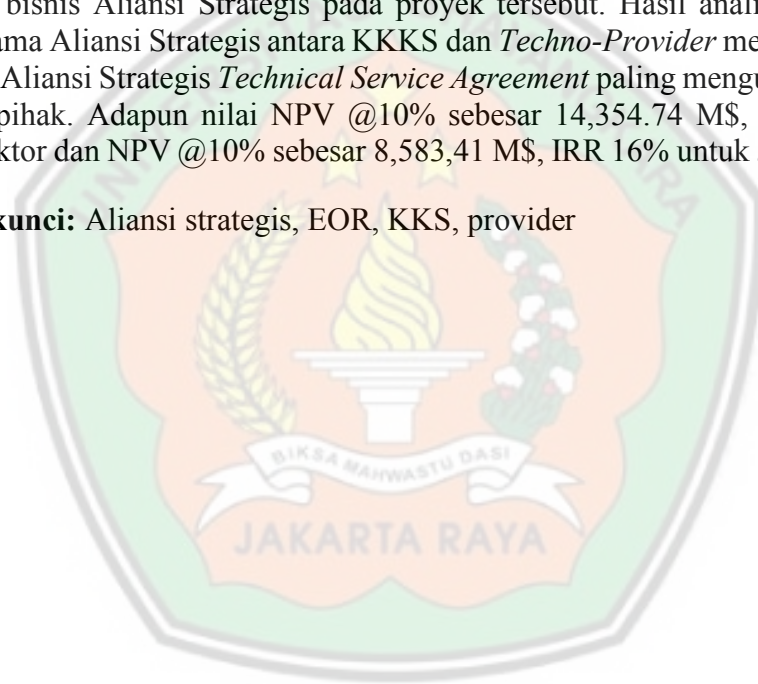 bisnis Aliansi Strategis pada proyek tersebut. Hasil anali
ama Aliansi Strategis antara KKKS dan Techno-Provider me
Aliansi Strategis Technical Service Agreement paling mengu
pihak. Adapun nilai NPV @10% sebesar 14,354.74 M$,
ktor dan NPV @10% sebesar 8,583,41 M$, IRR 16% untuk
kunci: Aliansi strategis, EOR, KKS, provider
BIKSA MAHWASTU DASI
JAKARTA RAYA